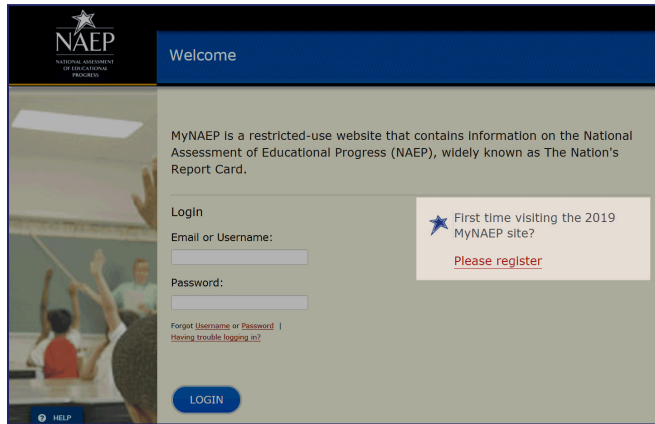 NAEP
NATIONAL ASSESSMENT
OF EDUCATIONAL
PROGRESS
Welcome
MyNAEP is a restricted-use website that contains information on the National
Assessment of Educational Progress (NAEP), widely known as The Nation's
Report Card.
Login
Email or Username:
Password:
Forgot Username or Password |
Having trouble logging in?
LOGIN
First time visiting the 2019
MyNAEP site?
Please register
HELP